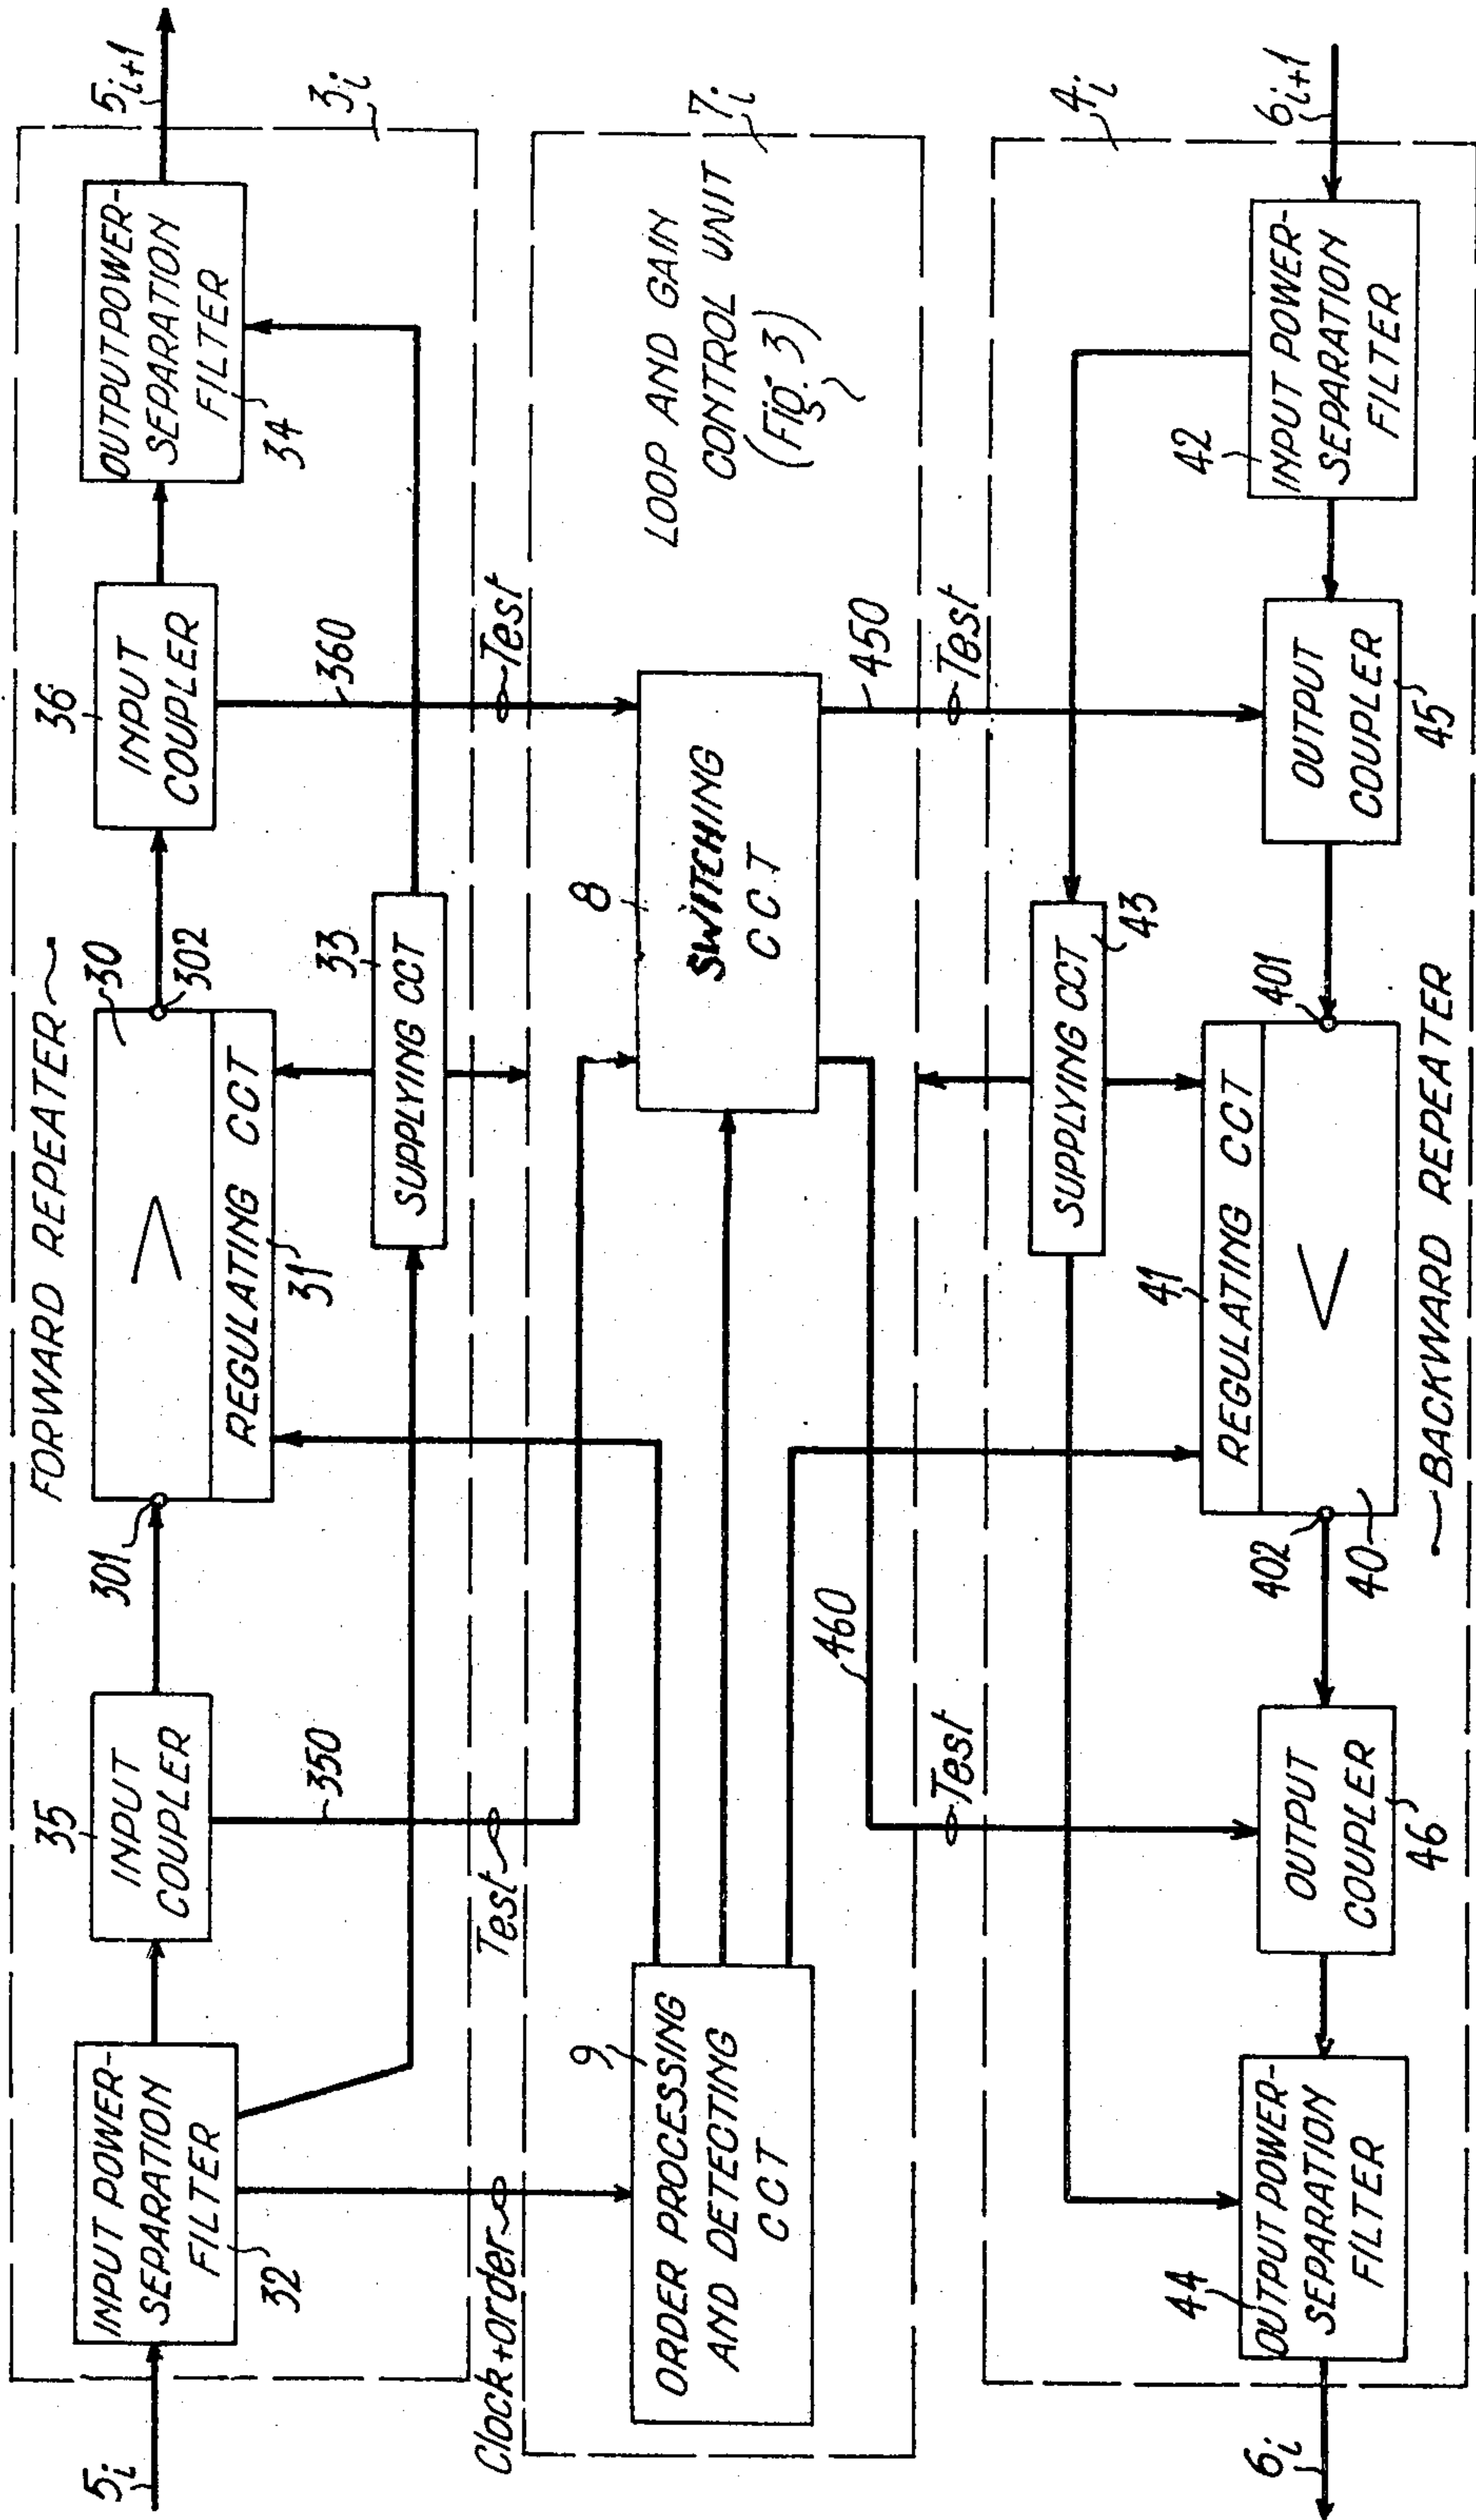 FORWARD REPEATER
5i
INPUT POWER-
SEPARATION
FILTER
32
35
INPUT
COUPLER
350
301
30
>
REGULATING CCT
31
302
33
SUPPLYING CCT
36
INPUT
COUPLER
360
OUTPUT POWER-
SEPARATION
FILTER
34
5i+1
3i
Clock+order
Test
Test
9
ORDER PROCESSING
AND DETECTING
CCT
8
SWITCHING
CCT
LOOP AND GAIN
CONTROL UNIT
(Fig. 3)
7i
460
450
Test
Test
4i
6i
44
OUTPUT POWER-
SEPARATION
FILTER
OUTPUT
COUPLER
46
402
40
41
REGULATING CCT
<
SUPPLYING CCT
43
401
OUTPUT
COUPLER
45
42
INPUT POWER-
SEPARATION
FILTER
6i+1
BACKWARD REPEATER